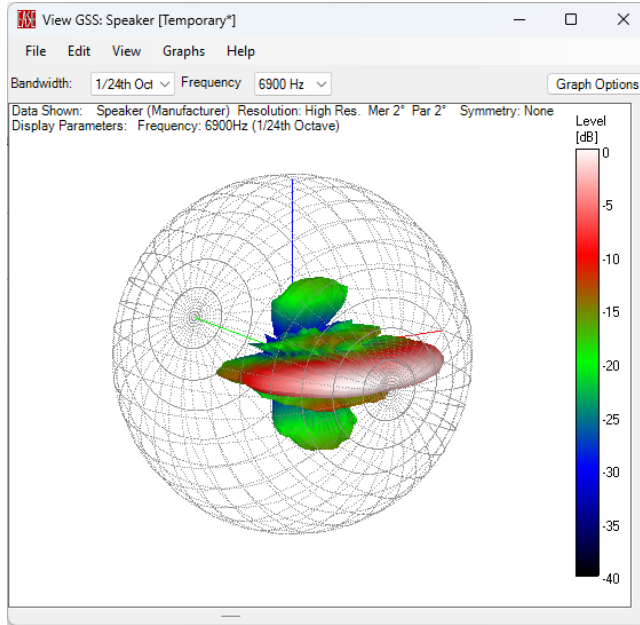 EASE View GSS: Speaker [Temporary*]
File Edit View Graphs Help
Bandwidth: 1/24th Oct Frequency 6900 Hz Graph Options
Data Shown: Speaker (Manufacturer) Resolution: High Res. Mer 2° Par 2° Symmetry: None
Display Parameters: Frequency: 6900Hz (1/24th Octave)
Level
[dB]
0
-5
-10
-15
-20
-25
-30
-35
-40